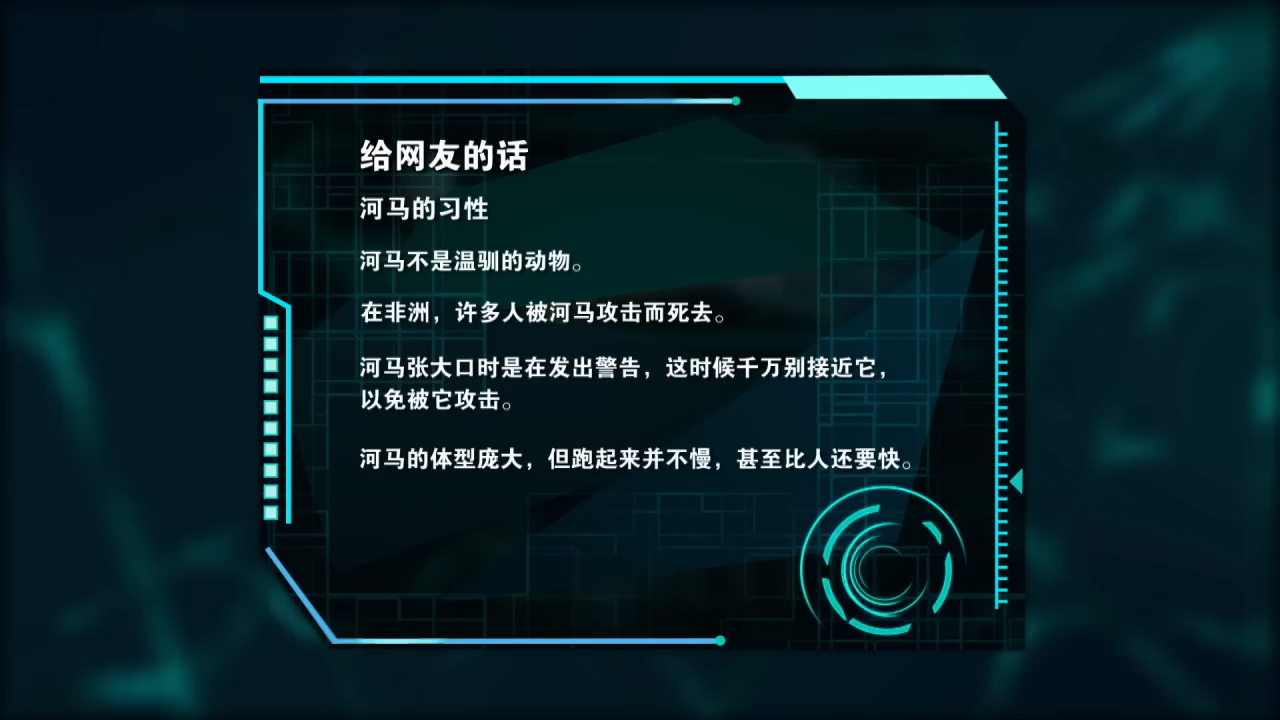 给网友的话
河马的习性
河马不是温驯的动物。
在非洲，许多人被河马攻击而死去。
河马张大口时是在发出警告，这时候千万别接近它，
以免被它攻击。
河马的体型庞大，但跑起来并不慢，甚至比人还要快。